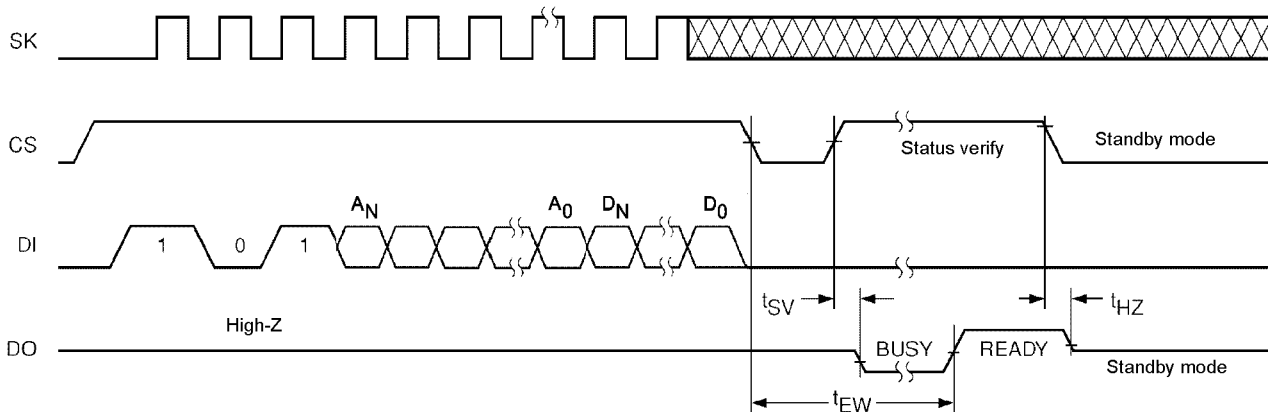 SK
CS
Status verify
Standby mode
A_N
A_0
D_N
D_0
DI
1
0
1
t_SV
t_HZ
High-Z
DO
BUSY
READY
Standby mode
t_EW